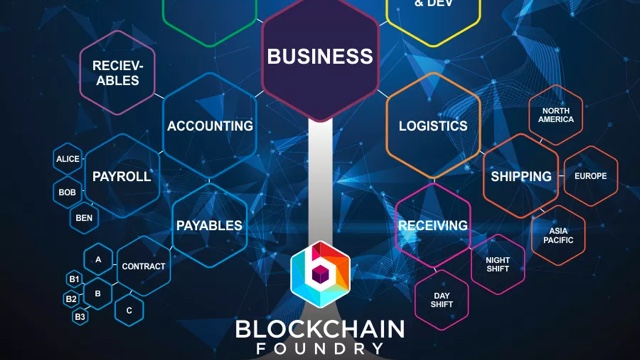 & DEV
BUSINESS
RECIEV-
ABLES
ACCOUNTING
LOGISTICS
NORTH
AMERICA
ALICE
PAYROLL
SHIPPING
EUROPE
BOB
BEN
PAYABLES
RECEIVING
ASIA
PACIFIC
A
CONTRACT
NIGHT
SHIFT
B1
B
B2
DAY
SHIFT
B3
C
BLOCKCHAIN
FOUNDRY